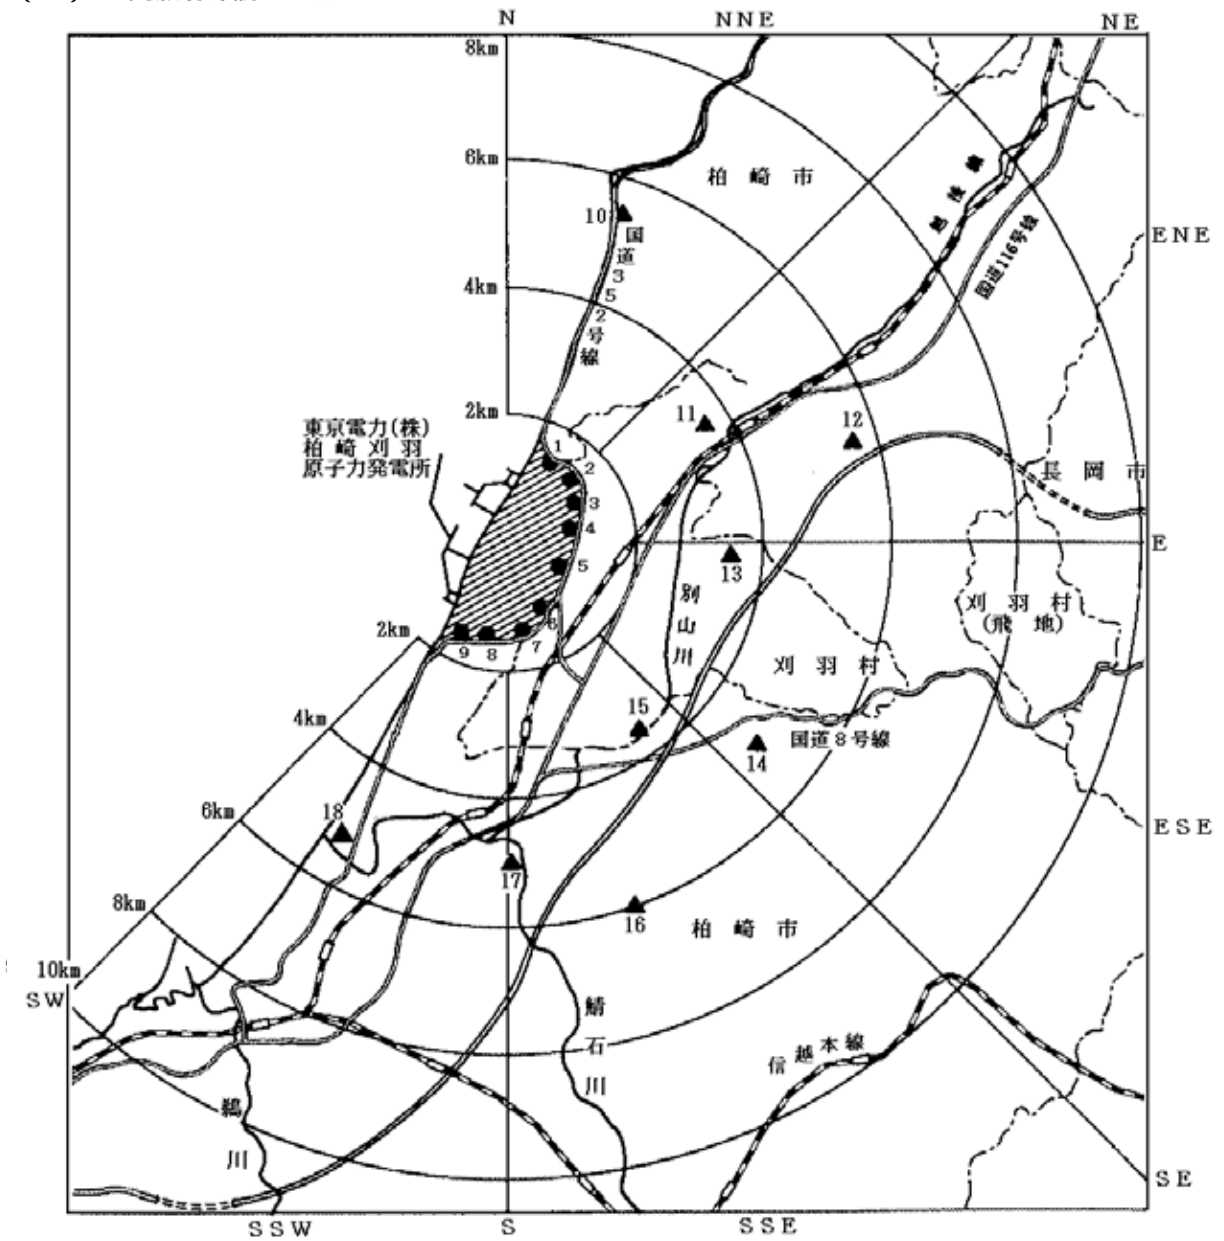 N
NNE
NE
8km
6km
柏崎市
越後線
10
国道352号線
国道116号線
ENE
4km
2km
東京電力(株)
柏崎刈羽
原子力発電所
11
12
1
2
3
4
5
6
7
8
9
長岡市
E
13
別山川
刈羽村
(飛地)
刈羽村
2km
15
14
国道8号線
4km
6km
18
17
16
ESE
8km
柏崎市
10km
SW
鯖石川
信越本線
鵜川
SE
SSW
S
SSE